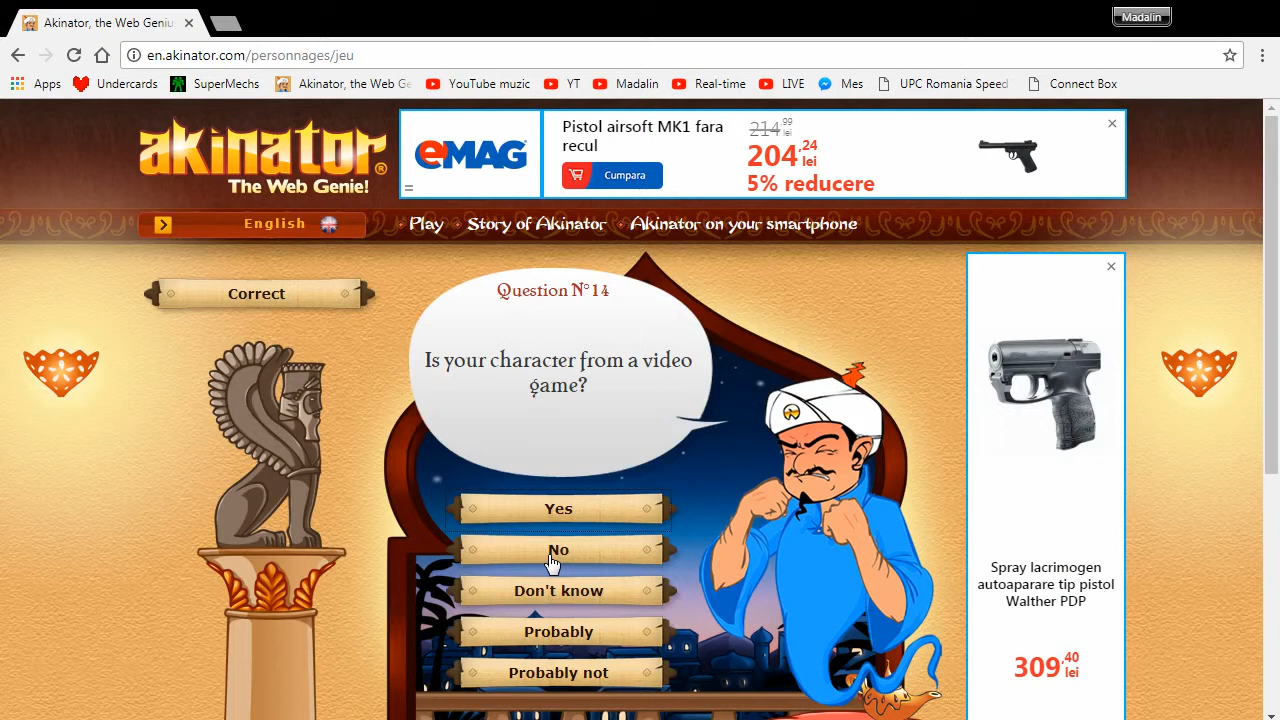 Akinator, the Web Geniu
Madalin
en.akinator.com/personnages/jeu
Apps Undercards SuperMechs Akinator, the Web Ge YouTube muzic YT Madalin Real-time LIVE Mes UPC Romania Speed Connect Box
akinator®
The Web Genie!
eMAG
Pistol airsoft MK1 fara
recul
Cumpara
214,99 lei
204,24 lei
5% reducere
English
Play Story of Akinator Akinator on your smartphone
Correct
Question N°14
Is your character from a video
game?
Yes
No
Don't know
Probably
Probably not
Spray lacrimogen
autoaparare tip pistol
Walther PDP
309,40 lei